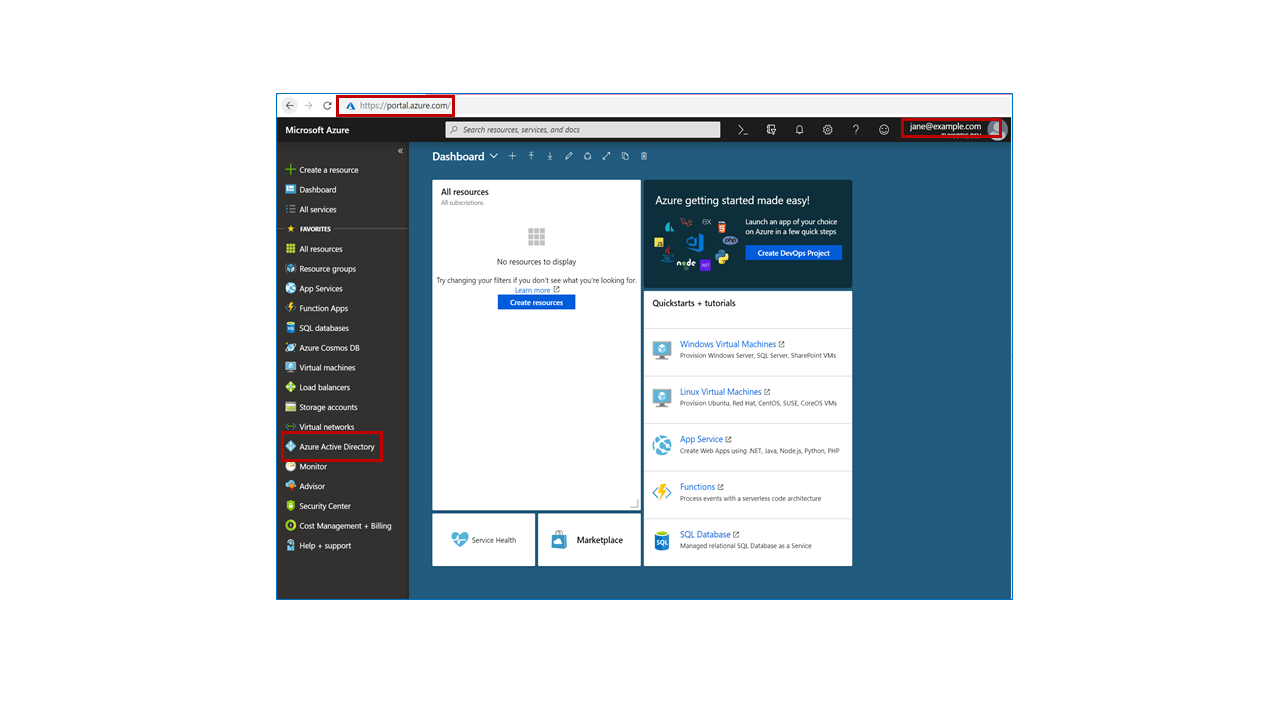 https://portal.azure.com/
Microsoft Azure
Search resources, services, and docs
jane@example.com
Create a resource
Dashboard
All services
FAVORITES
All resources
Resource groups
App Services
Function Apps
SQL databases
Azure Cosmos DB
Virtual machines
Load balancers
Storage accounts
Virtual networks
Azure Active Directory
Monitor
Advisor
Security Center
Cost Management + Billing
Help + support
Dashboard
All resources
All subscriptions
No resources to display
Try changing your filters if you don't see what you're looking for.
Learn more
Create resources
Service Health
Marketplace
Azure getting started made easy!
Launch an app of your choice
on Azure in a few quick steps
Create DevOps Project
EX
JS
php
node
NET
Quickstarts + tutorials
Windows Virtual Machines
Provision Windows Server, SQL Server, SharePoint VMs
Linux Virtual Machines
Provision Ubuntu, Red Hat, CentOS, SUSE, CoreOS VMs
App Service
Create Web Apps using .NET, Java, Node.js, Python, PHP
Functions
Process events with a serverless code architecture
SQL
SQL Database
Managed relational SQL Database as a Service